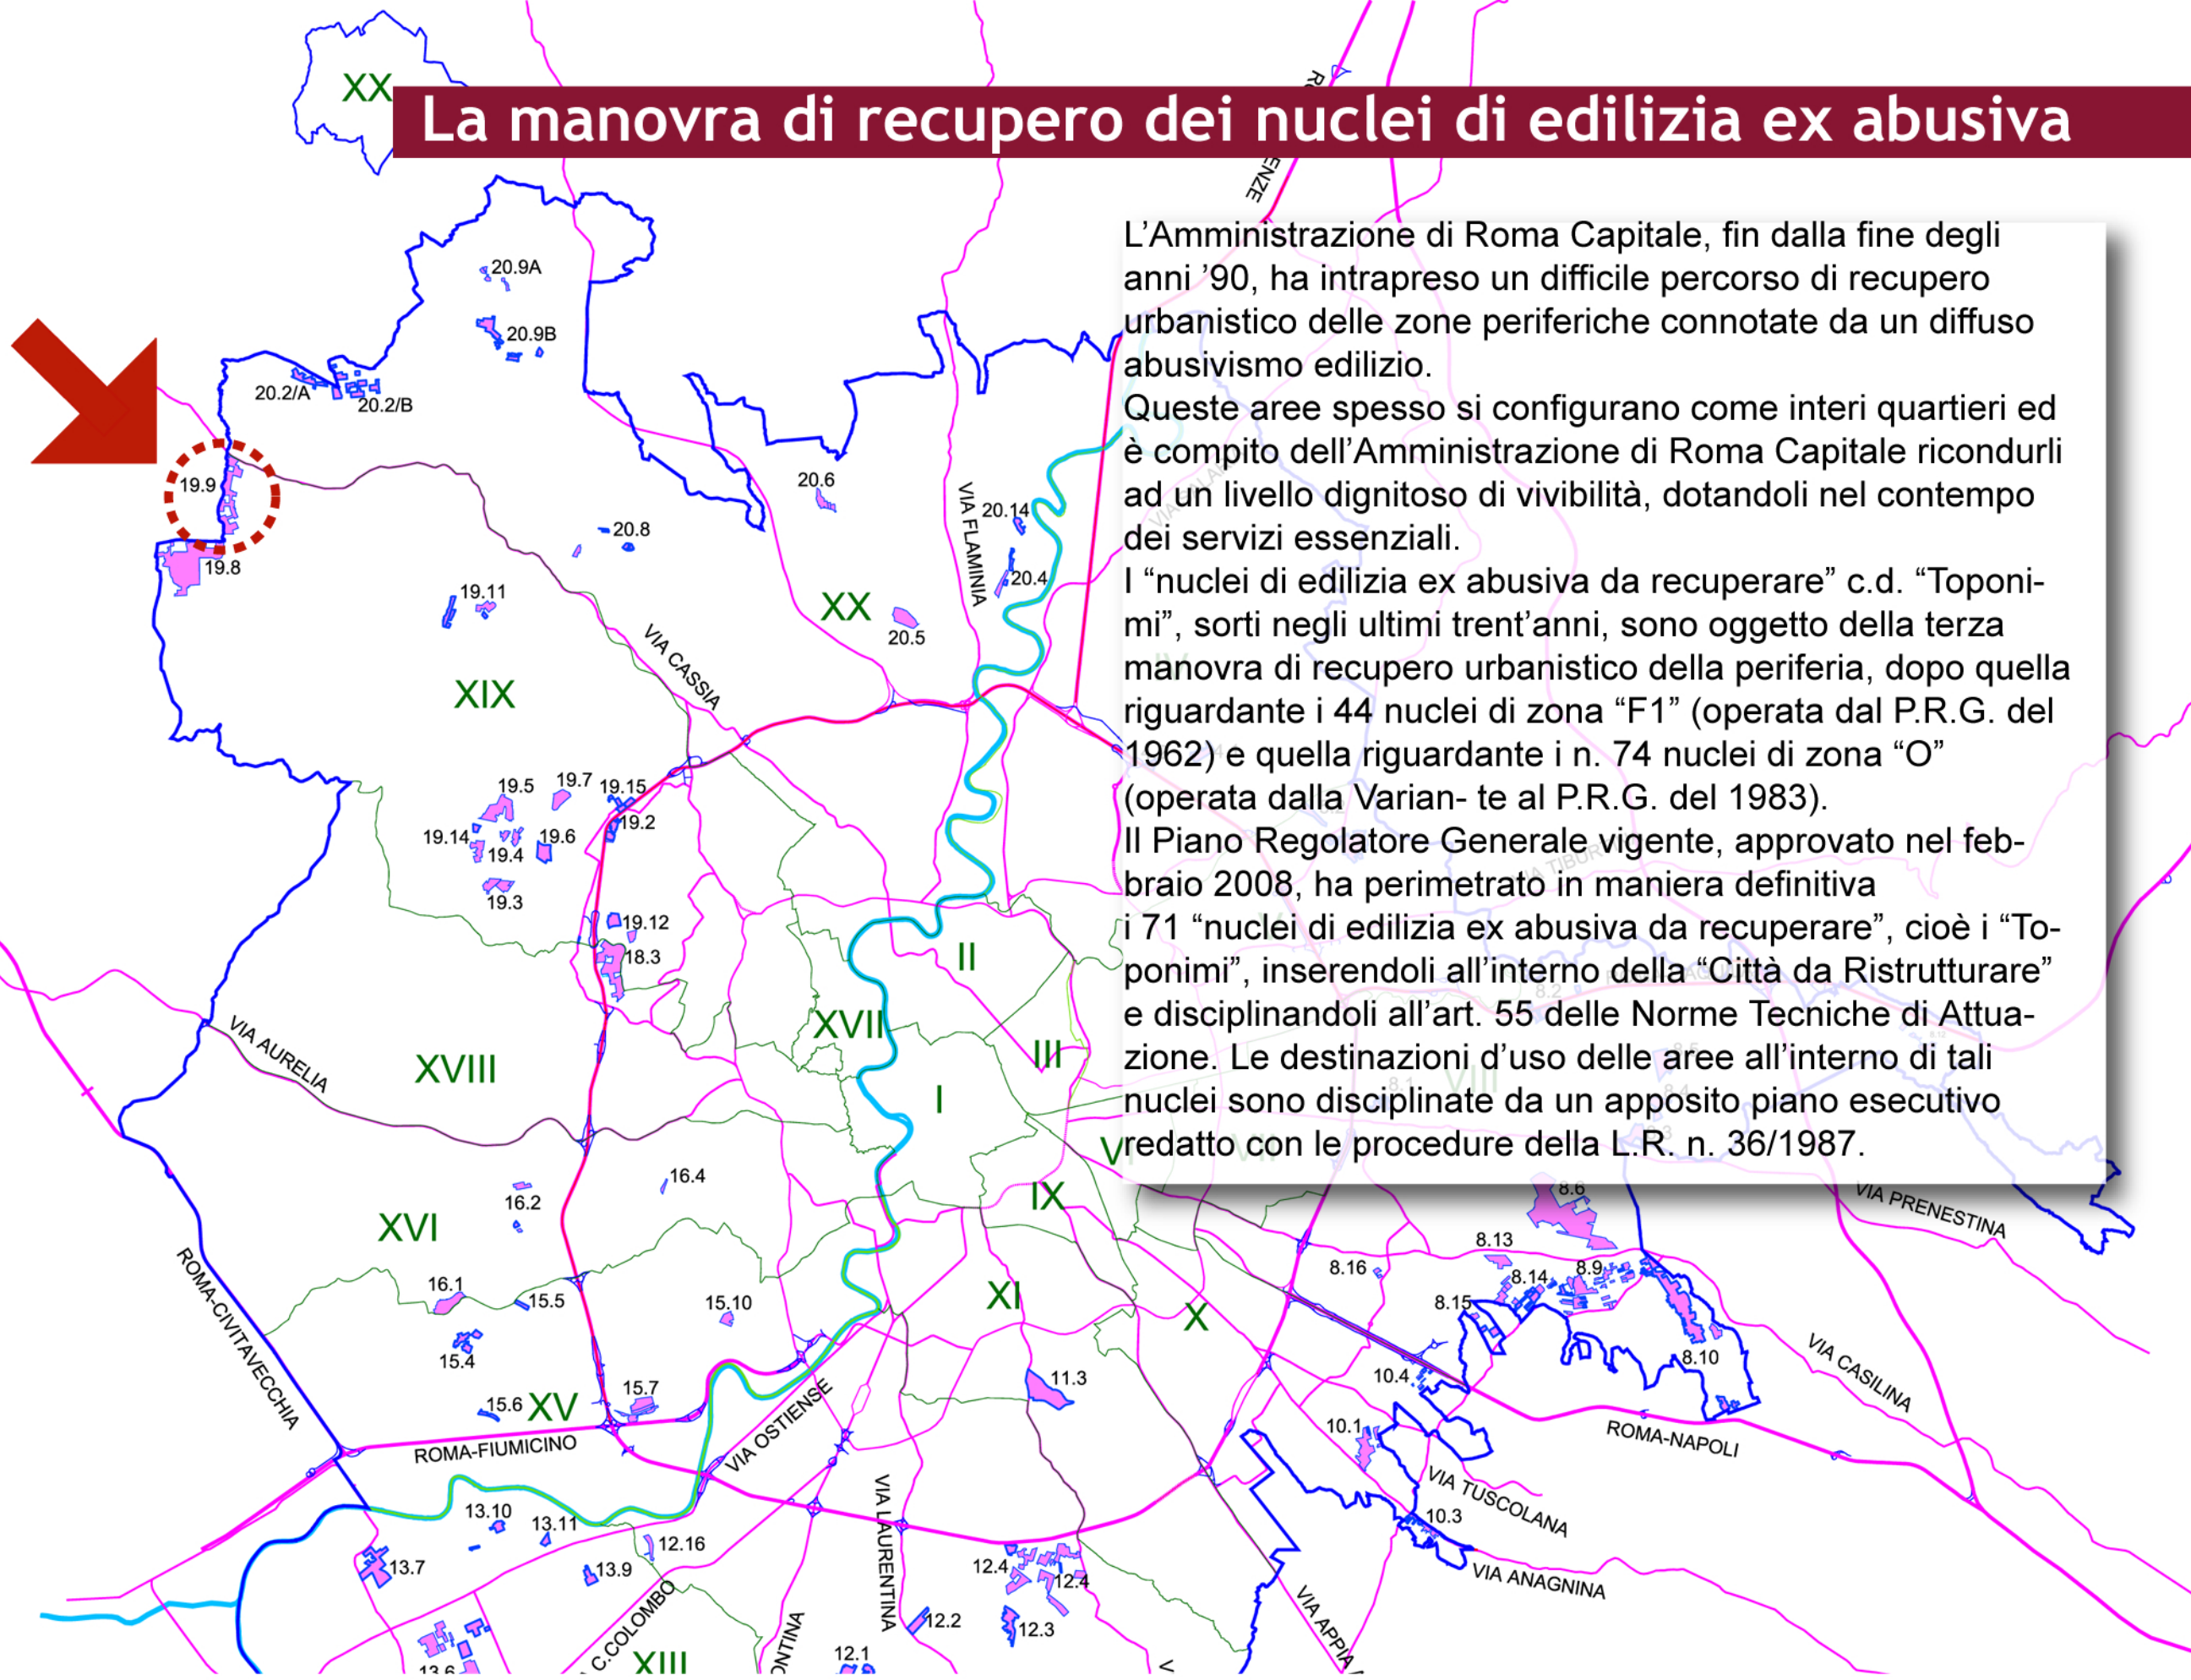 La manovra di recupero dei nuclei di edilizia ex abusiva
L’Amministrazione di Roma Capitale, fin dalla fine degli
anni ’90, ha intrapreso un difficile percorso di recupero
urbanistico delle zone periferiche connotate da un diffuso
abusivismo edilizio.
Queste aree spesso si configurano come interi quartieri ed
è compito dell’Amministrazione di Roma Capitale ricondurli
ad un livello dignitoso di vivibilità, dotandoli nel contempo
dei servizi essenziali.
I “nuclei di edilizia ex abusiva da recuperare” c.d. “Toponi-
mi”, sorti negli ultimi trent’anni, sono oggetto della terza
manovra di recupero urbanistico della periferia, dopo quella
riguardante i 44 nuclei di zona “F1” (operata dal P.R.G. del
1962) e quella riguardante i n. 74 nuclei di zona “O”
(operata dalla Varian- te al P.R.G. del 1983).
Il Piano Regolatore Generale vigente, approvato nel feb-
braio 2008, ha perimetrato in maniera definitiva
i 71 “nuclei di edilizia ex abusiva da recuperare”, cioè i “To-
ponimi”, inserendoli all’interno della “Città da Ristrutturare”
e disciplinandoli all’art. 55 delle Norme Tecniche di Attua-
zione. Le destinazioni d’uso delle aree all’interno di tali
nuclei sono disciplinate da un apposito piano esecutivo
redatto con le procedure della L.R. n. 36/1987.
XX
20.9A
20.9B
20.2/A
20.2/B
19.9
19.8
20.6
20.8
20.14
20.4
20.5
VIA FLAMINIA
19.11
XX
XIX
VIA CASSIA
19.5
19.7
19.15
19.2
19.14
19.4
19.6
19.3
19.12
18.3
II
XVII
III
I
VIA AURELIA
XVIII
16.4
16.2
XVI
IX
16.1
15.5
15.10
XI
X
15.4
ROMA-CIVITAVECCHIA
15.6
XV
15.7
11.3
ROMA-FIUMICINO
VIA OSTIENSE
8.6
VIA PRENESTINA
8.13
8.16
8.14
8.9
8.15
8.10
VIA CASILINA
10.4
10.1
ROMA-NAPOLI
VIA TUSCOLANA
10.3
VIA ANAGNINA
VIA APPIA
13.10
13.11
12.16
13.7
13.9
VIA LAURENTINA
12.4
12.4
12.2
12.3
12.1
C.COLOMBO
XIII
13.6